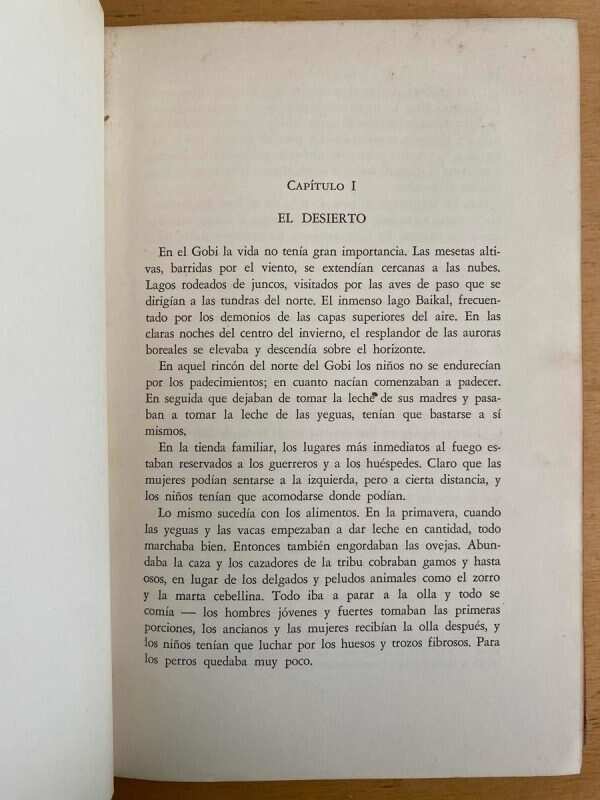 Capítulo I
EL DESIERTO
En el Gobi la vida no tenía gran importancia. Las mesetas alti-
vas, barridas por el viento, se extendían cercanas a las nubes.
Lagos rodeados de juncos, visitados por las aves de paso que se
dirigían a las tundras del norte. El inmenso lago Baikal, frecuen-
tado por los demonios de las capas superiores del aire. En las
claras noches del centro del invierno, el resplandor de las auroras
boreales se elevaba y descendía sobre el horizonte.
En aquel rincón del norte del Gobi los niños no se endurecían
por los padecimientos; en cuanto nacían comenzaban a padecer.
En seguida que dejaban de tomar la leche de sus madres y pasa-
ban a tomar la leche de las yeguas, tenían que bastarse a sí
mismos.
En la tienda familiar, los lugares más inmediatos al fuego es-
taban reservados a los guerreros y a los huéspedes. Claro que las
mujeres podían sentarse a la izquierda, pero a cierta distancia, y
los niños tenían que acomodarse donde podían.
Lo mismo sucedía con los alimentos. En la primavera, cuando
las yeguas y las vacas empezaban a dar leche en cantidad, todo
marchaba bien. Entonces también engordaban las ovejas. Abun-
daba la caza y los cazadores de la tribu cobraban gamos y hasta
osos, en lugar de los delgados y peludos animales como el zorro
y la marta cebellina. Todo iba a parar a la olla y todo se
comía — los hombres jóvenes y fuertes tomaban las primeras
porciones, los ancianos y las mujeres recibían la olla después, y
los niños tenían que luchar por los huesos y trozos fibrosos. Para
los perros quedaba muy poco.